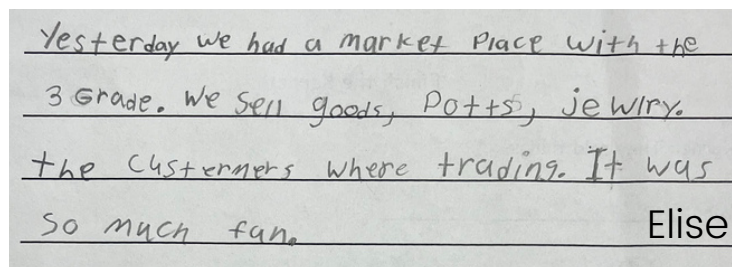 Yesterday we had a market Place with the
3 Grade. We sell goods, Potts, jewlry.
the Custermers where trading. It was
so much fun.
Elise